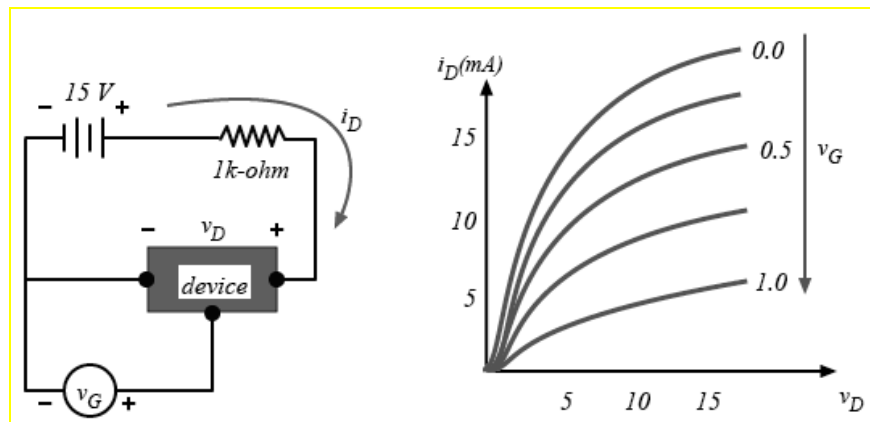 - 15 V +
i_D
1k-ohm
- v_D +
device
- v_G +
i_D(mA)
15
10
5
0.0
0.5
1.0
v_G
5 10 15 v_D